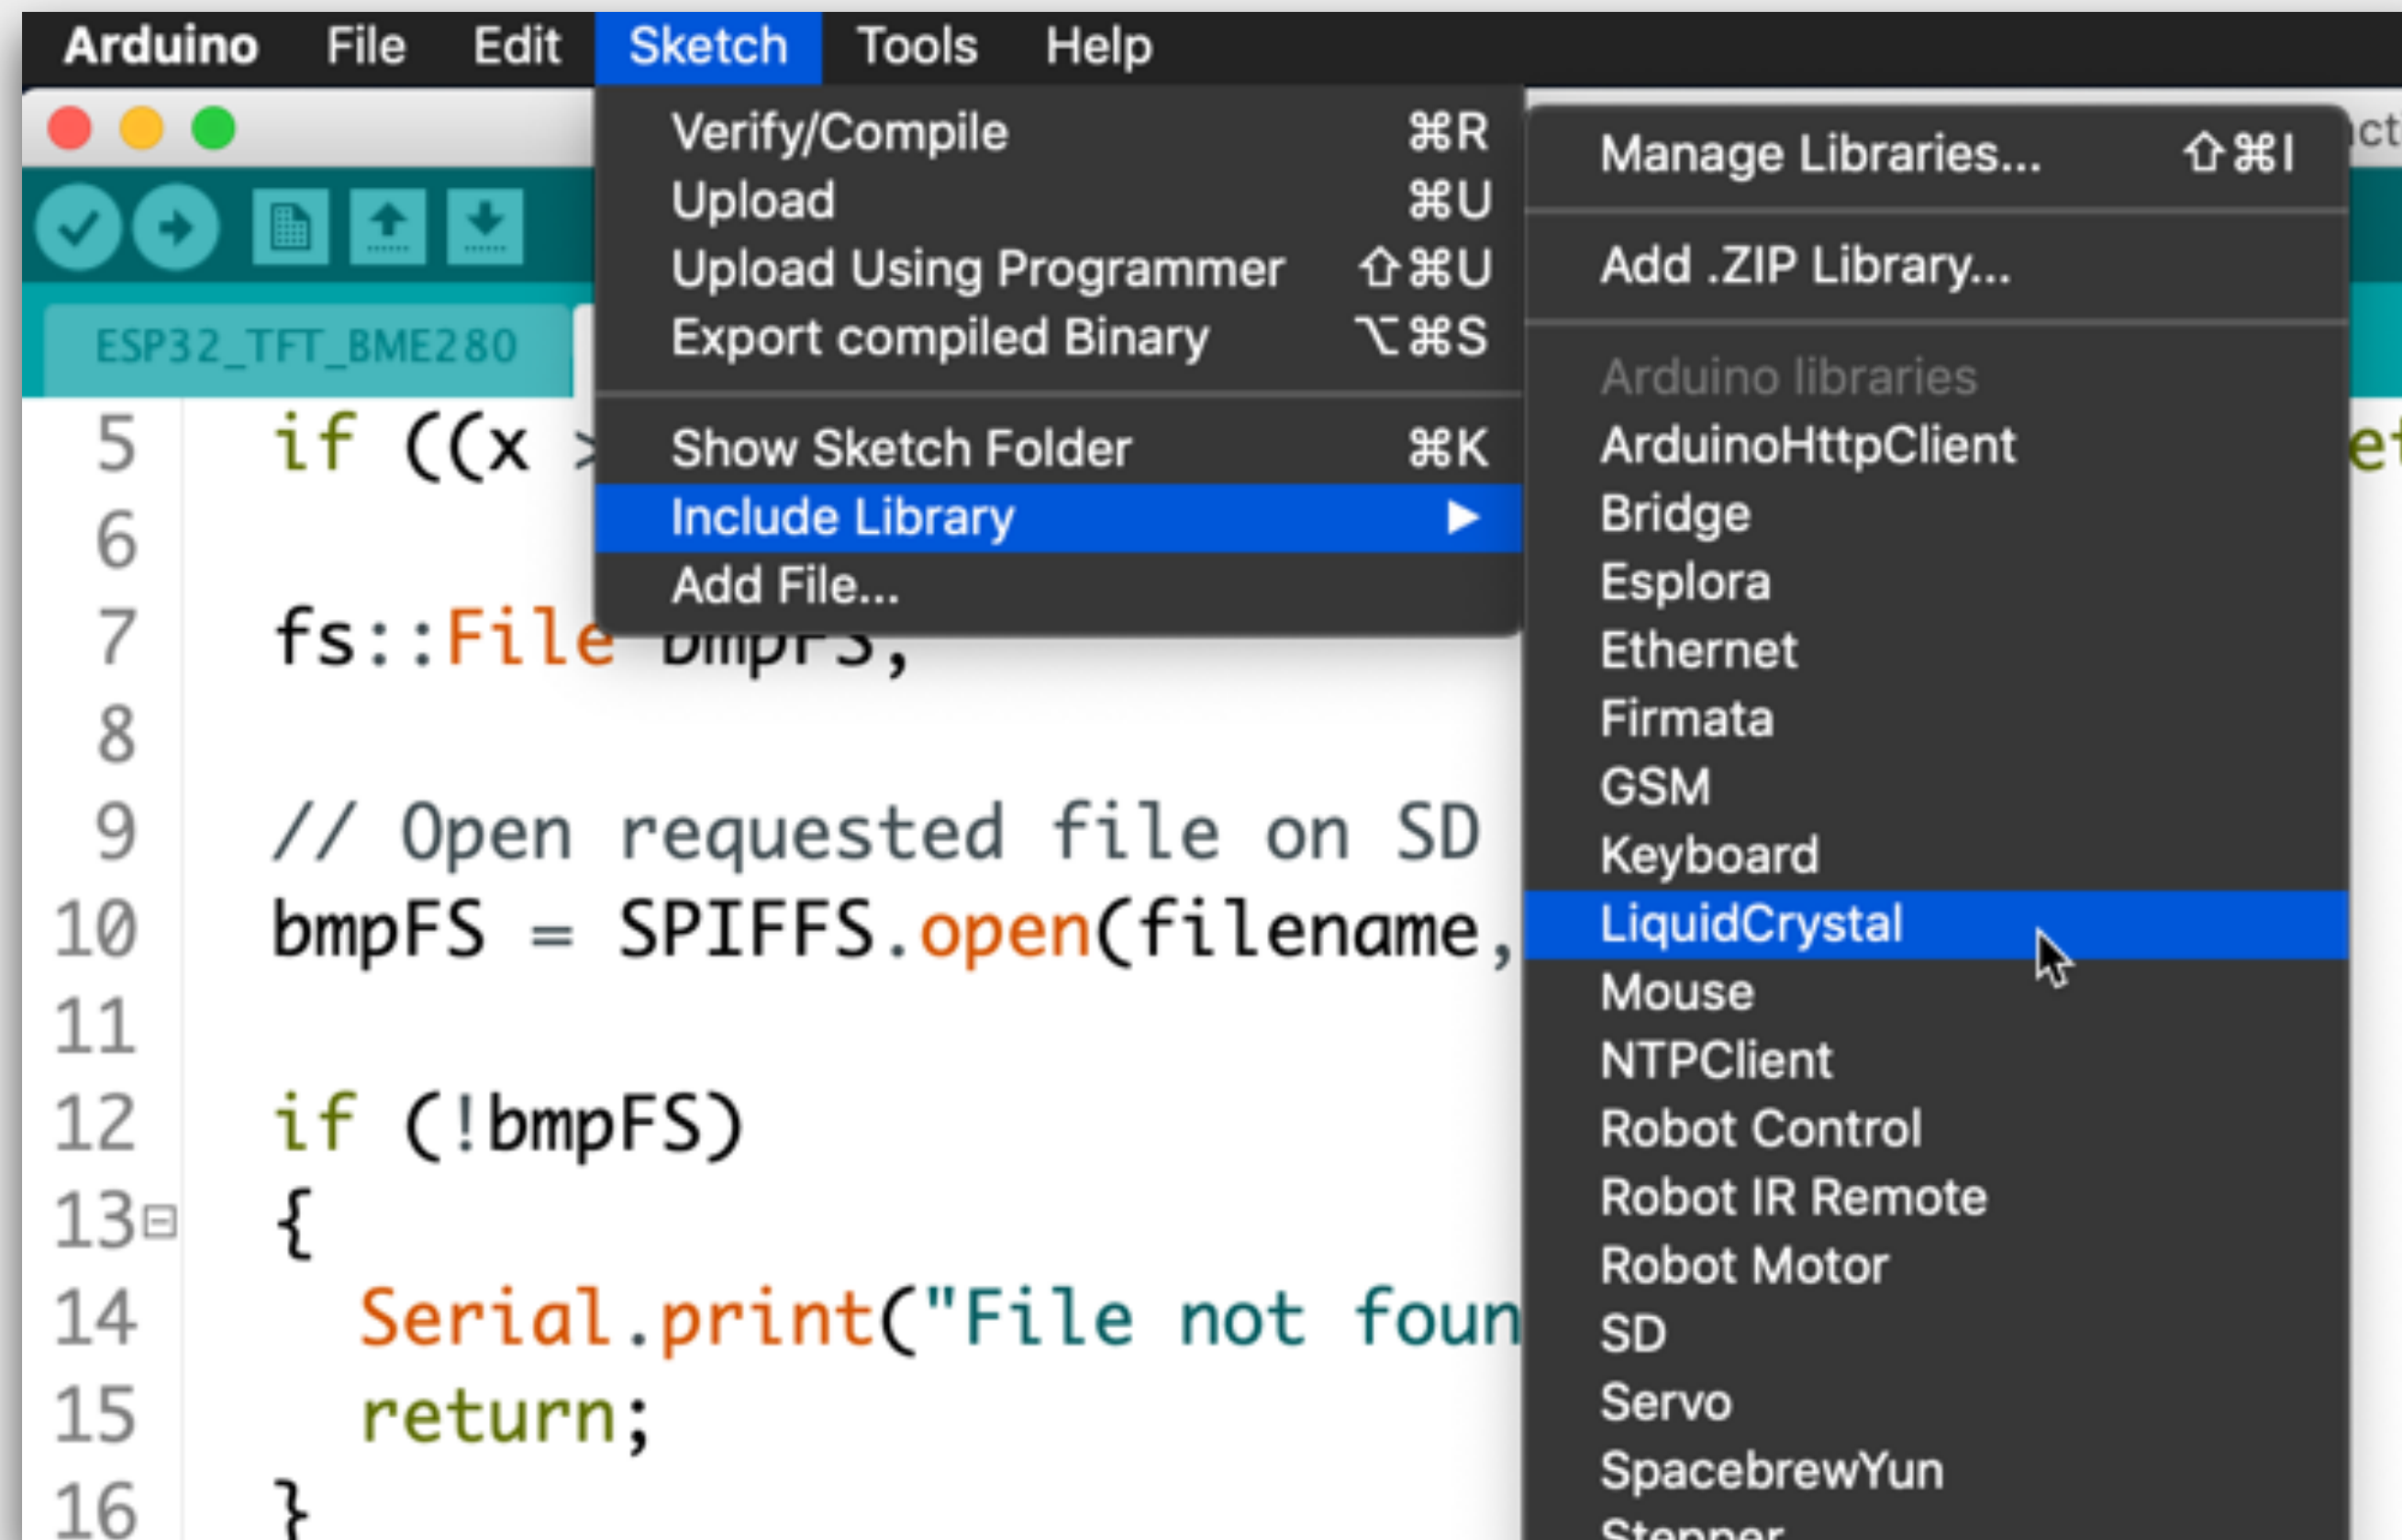 Arduino File Edit Sketch Tools Help
Verify/Compile ⌘R
Upload ⌘U
Upload Using Programmer ⇧⌘U
Export compiled Binary ⌥⌘S
Show Sketch Folder ⌘K
Include Library ▶
Add File...
Manage Libraries... ⇧⌘I
Add .ZIP Library...
Arduino libraries
ArduinoHttpClient
Bridge
Esplora
Ethernet
Firmata
GSM
Keyboard
LiquidCrystal
Mouse
NTPClient
Robot Control
Robot IR Remote
Robot Motor
SD
Servo
SpacebrewYun
Stepper
ESP32_TFT_BME280
5 if ((x >
6
7 fs::File bmpFS;
8
9 // Open requested file on SD
10 bmpFS = SPIFFS.open(filename,
11
12 if (!bmpFS)
13 {
14 Serial.print("File not foun
15 return;
16 }